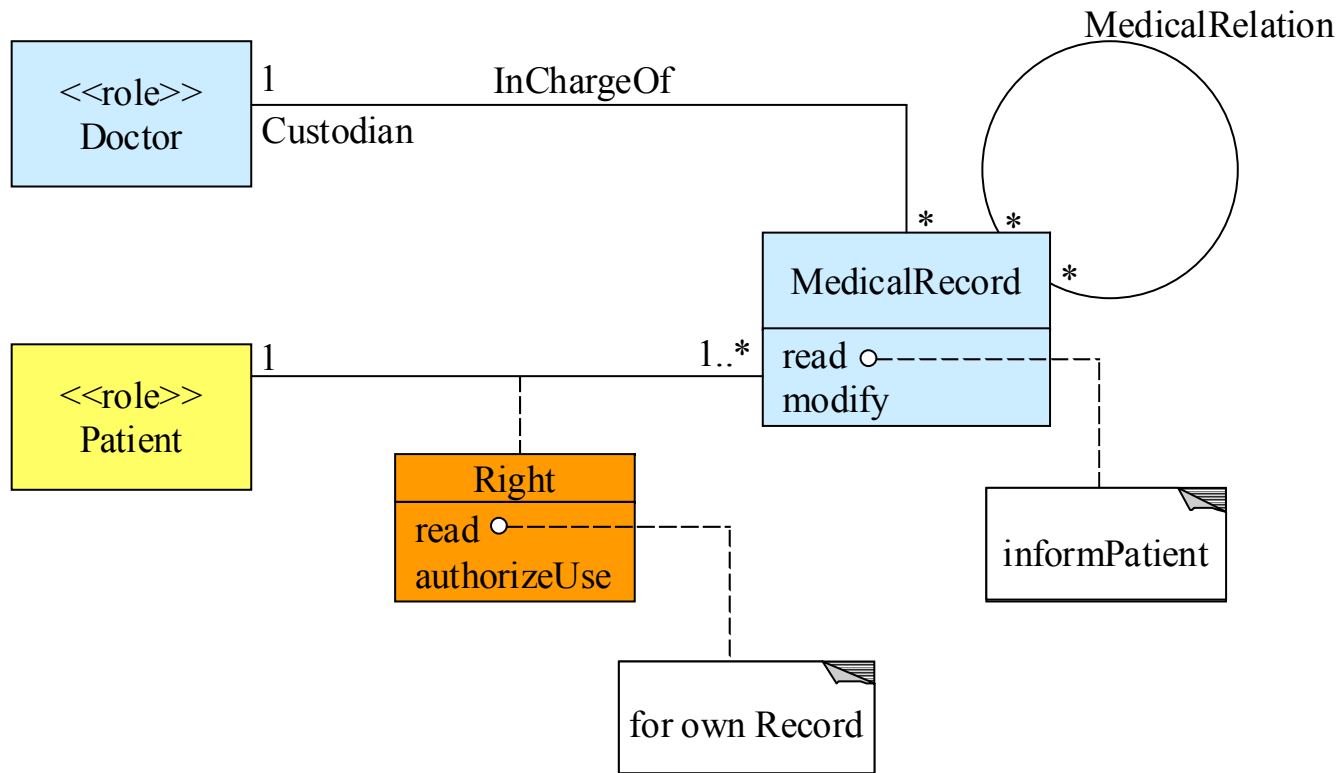 MedicalRelation
<<role>>
Doctor
1
InChargeOf
Custodian
*
*
*
MedicalRecord
read
modify
<<role>>
Patient
1
1..*
Right
read
authorizeUse
informPatient
for own Record